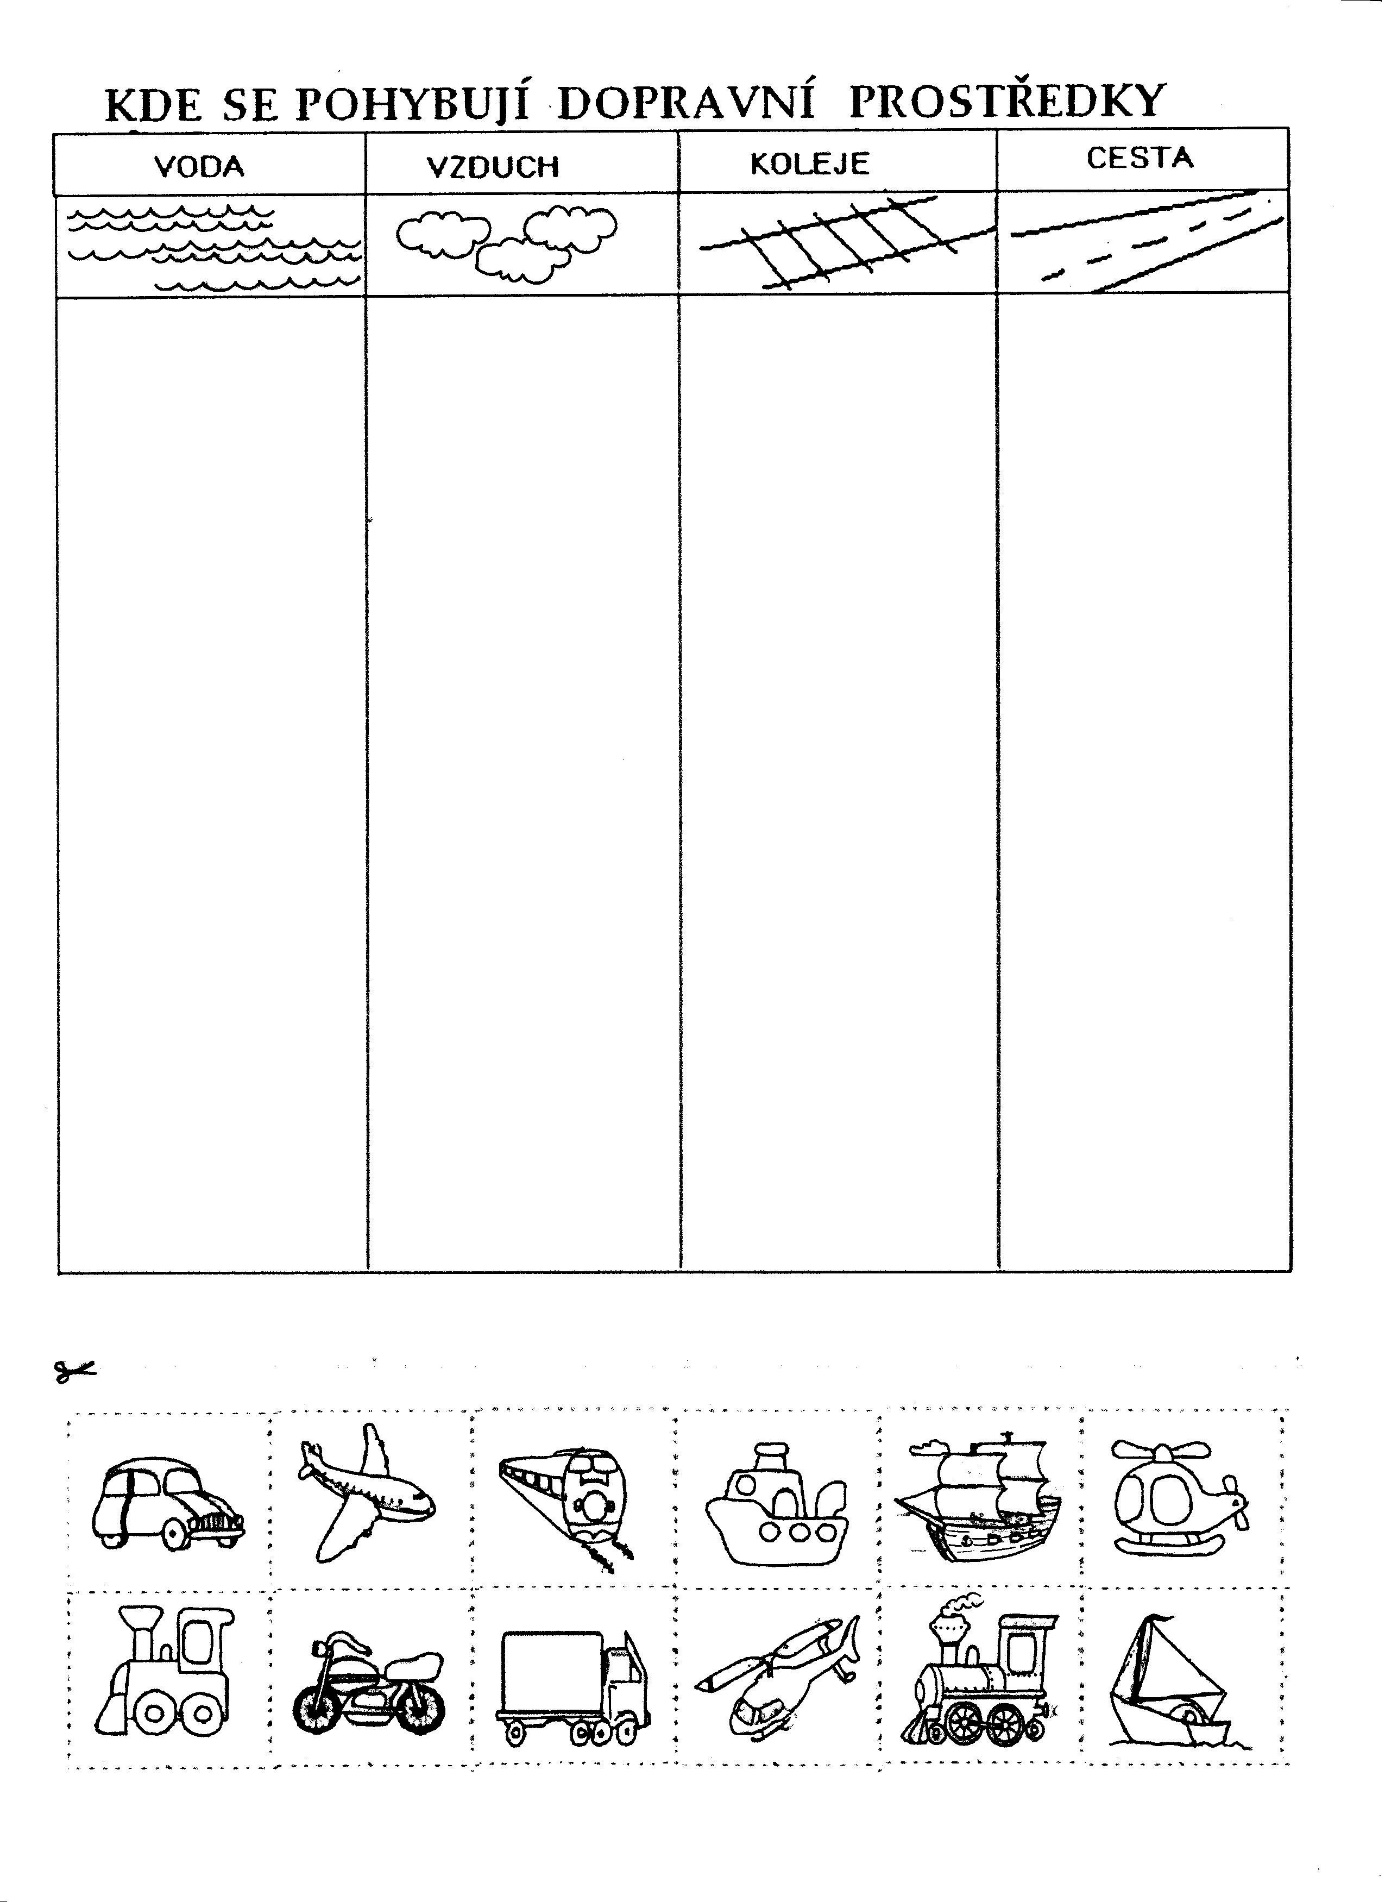 KDE SE POHYBUJÍ DOPRAVNÍ PROSTŘEDKY
VODA VZDUCH KOLEJE CESTA